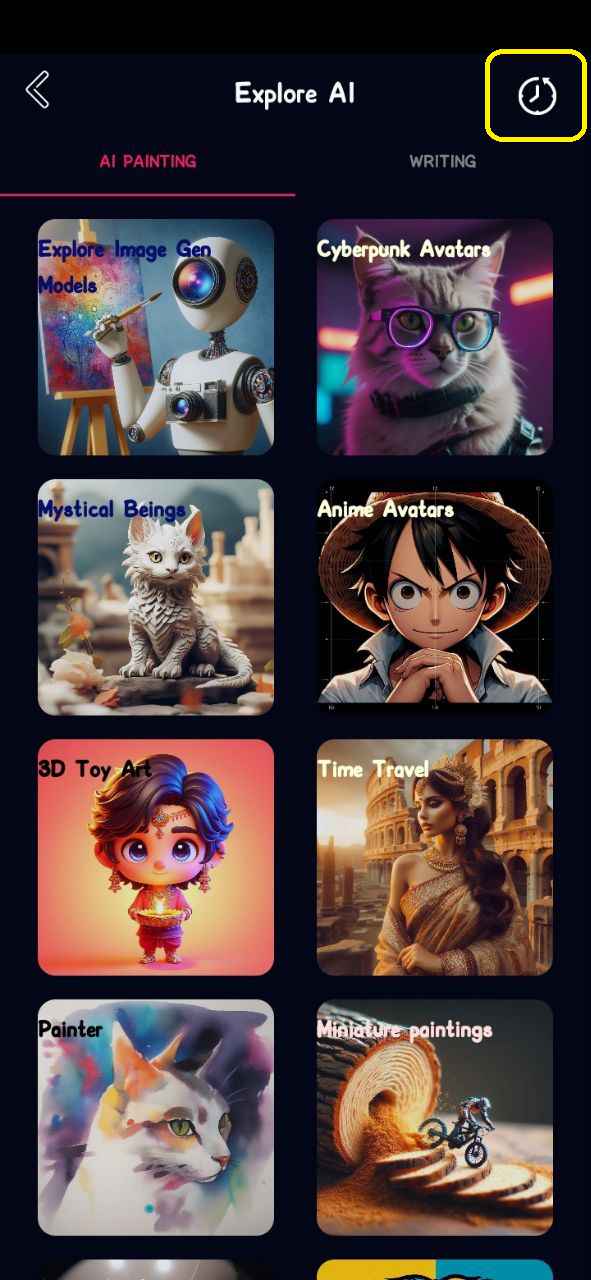 Explore AI
AI PAINTING
WRITING
Explore Image Gen
Models
Cyberpunk Avatars
Mystical Beings
Anime Avatars
3D Toy Art
Time Travel
Painter
Miniature paintings